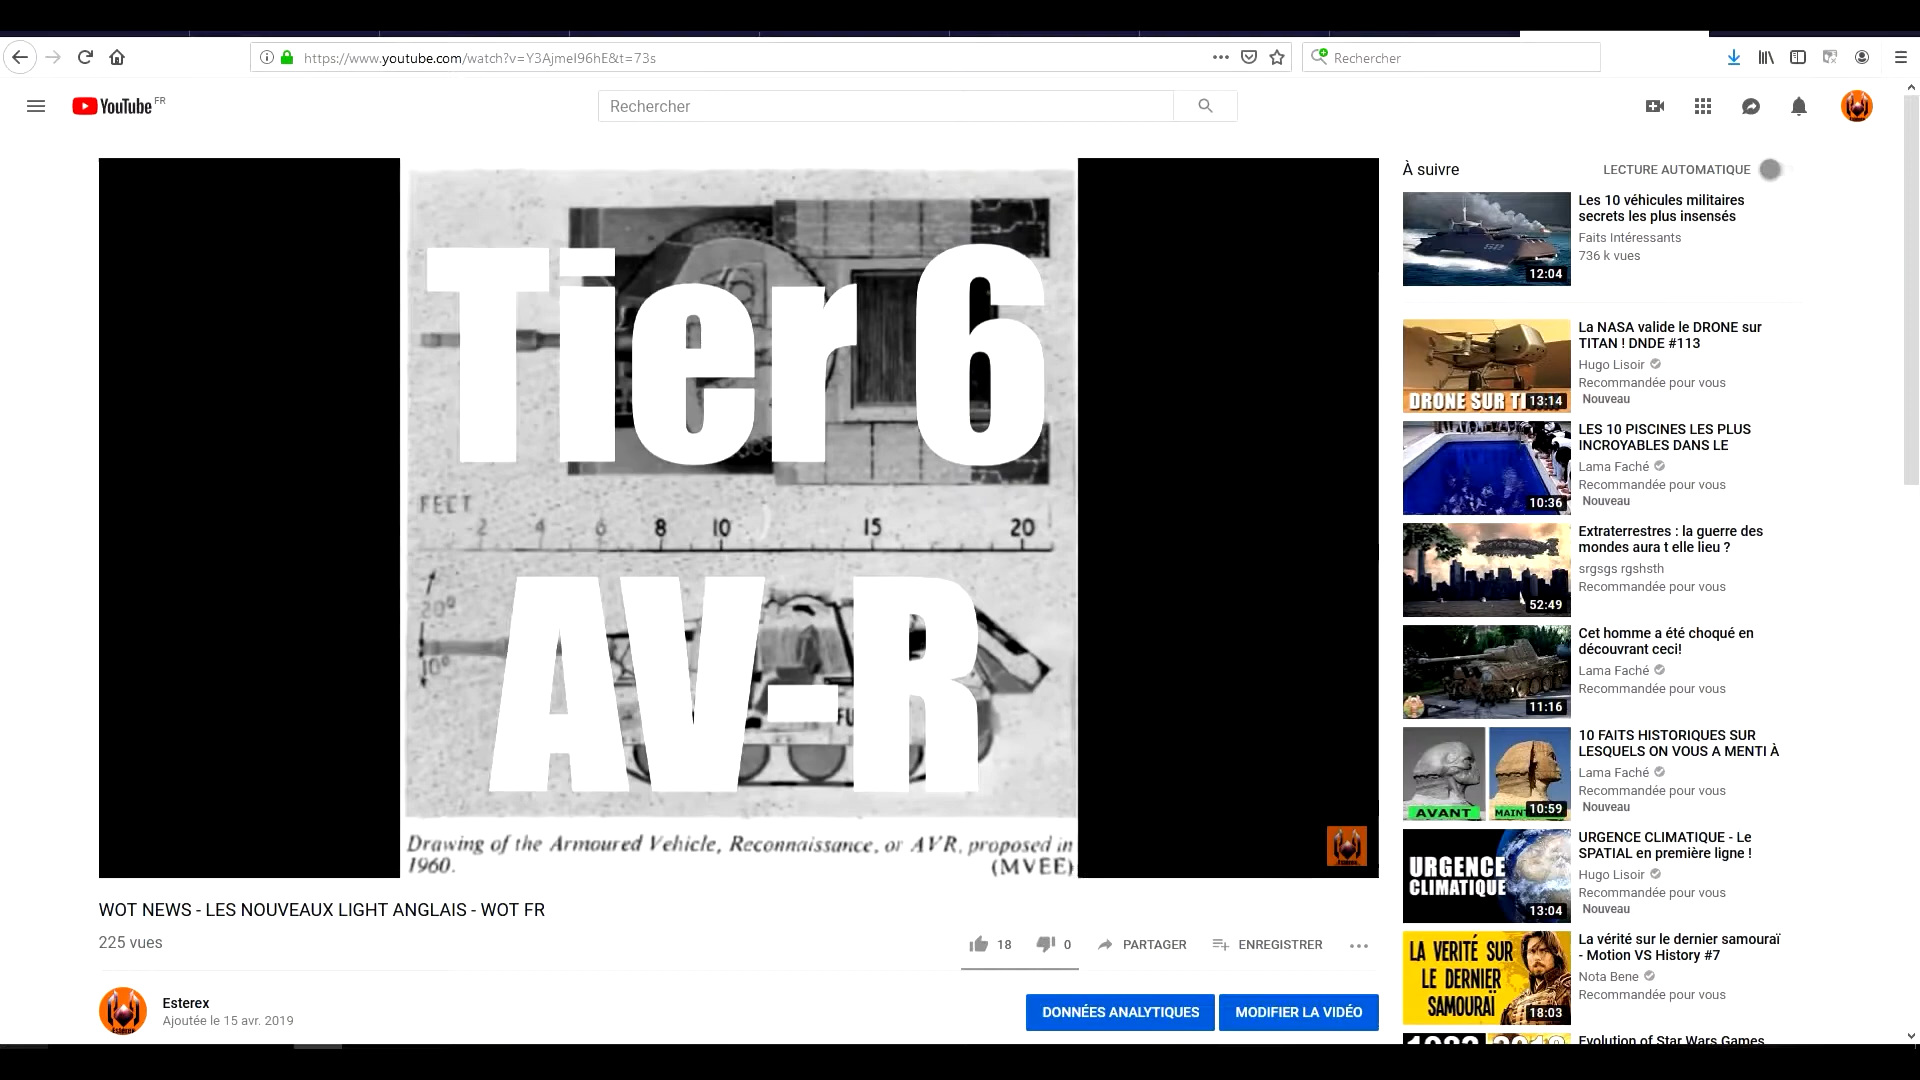 https://www.youtube.com/watch?v=Y3AjmeI96hE&t=73s
Rechercher
YouTube FR
Rechercher
Tier 6
FEET
2 4 6 8 10 15 20
AV-R
20°
10°
Drawing of the Armoured Vehicle, Reconnaissance, or AVR, proposed in
1960. (MVEE)
WOT NEWS - LES NOUVEAUX LIGHT ANGLAIS - WOT FR
225 vues
18
0
PARTAGER
ENREGISTRER
Esterex
Ajoutée le 15 avr. 2019
DONNÉES ANALYTIQUES
MODIFIER LA VIDÉO
À suivre
LECTURE AUTOMATIQUE
Les 10 véhicules militaires
secrets les plus insensés
Faits Intéressants
736 k vues
12:04
La NASA valide le DRONE sur
TITAN ! DNDE #113
Hugo Lisoir
Recommandée pour vous
Nouveau
DRONE SUR
13:14
LES 10 PISCINES LES PLUS
INCROYABLES DANS LE
Lama Faché
Recommandée pour vous
Nouveau
10:36
Extraterrestres : la guerre des
mondes aura t elle lieu ?
srgsgs rgshsth
Recommandée pour vous
52:49
Cet homme a été choqué en
découvrant ceci!
Lama Faché
Recommandée pour vous
11:16
10 FAITS HISTORIQUES SUR
LESQUELS ON VOUS A MENTI À
Lama Faché
Recommandée pour vous
Nouveau
AVANT
10:59
URGENCE CLIMATIQUE - Le
SPATIAL en première ligne !
Hugo Lisoir
Recommandée pour vous
Nouveau
URGENCE
CLIMATIQUE
13:04
La vérité sur le dernier samouraï
- Motion VS History #7
Nota Bene
Recommandée pour vous
LA VERITÉ SUR
LE DERNIER
SAMOURAÏ
18:03
Evolution of Star Wars Games